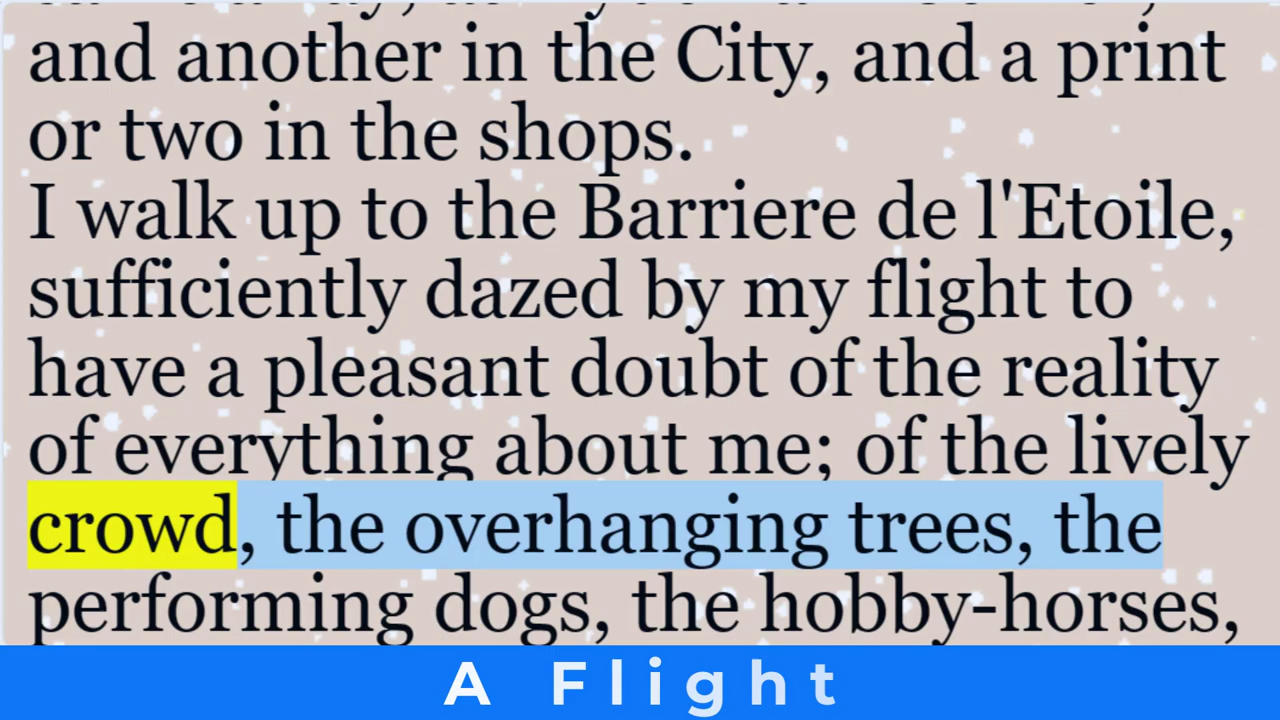 and another in the City, and a print
or two in the shops.
I walk up to the Barriere de l'Etoile,
sufficiently dazed by my flight to
have a pleasant doubt of the reality
of everything about me; of the lively
crowd, the overhanging trees, the
performing dogs, the hobby-horses,
A Flight